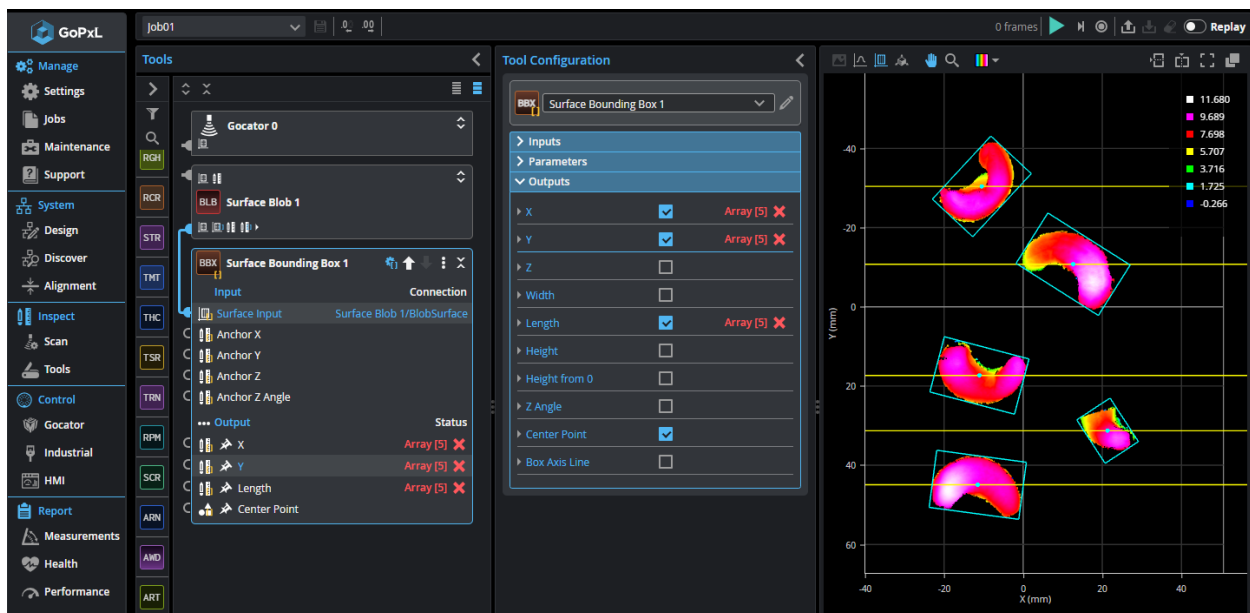 GoPxL
Job01
.0
.00
0 frames
Replay
Manage
Settings
Jobs
Maintenance
Support
System
Design
Discover
Alignment
Inspect
Scan
Tools
Control
Gocator
Industrial
HMI
Report
Measurements
Health
Performance
Tools
RGH
RCR
STR
TMT
THC
TSR
TRN
RPM
SCR
ARN
AWD
ART
Gocator 0
BLB Surface Blob 1
BBX Surface Bounding Box 1
Input Connection
Surface Input Surface Blob 1/BlobSurface
Anchor X
Anchor Y
Anchor Z
Anchor Z Angle
Output Status
X Array [5]
Y Array [5]
Length Array [5]
Center Point
Tool Configuration
BBX Surface Bounding Box 1
Inputs
Parameters
Outputs
X Array [5]
Y Array [5]
Z
Width
Length Array [5]
Height
Height from 0
Z Angle
Center Point
Box Axis Line
11.680
9.689
7.698
5.707
3.716
1.725
-0.266
-40
-20
0
20
40
60
Y (mm)
-40 -20 0 20 40
X (mm)